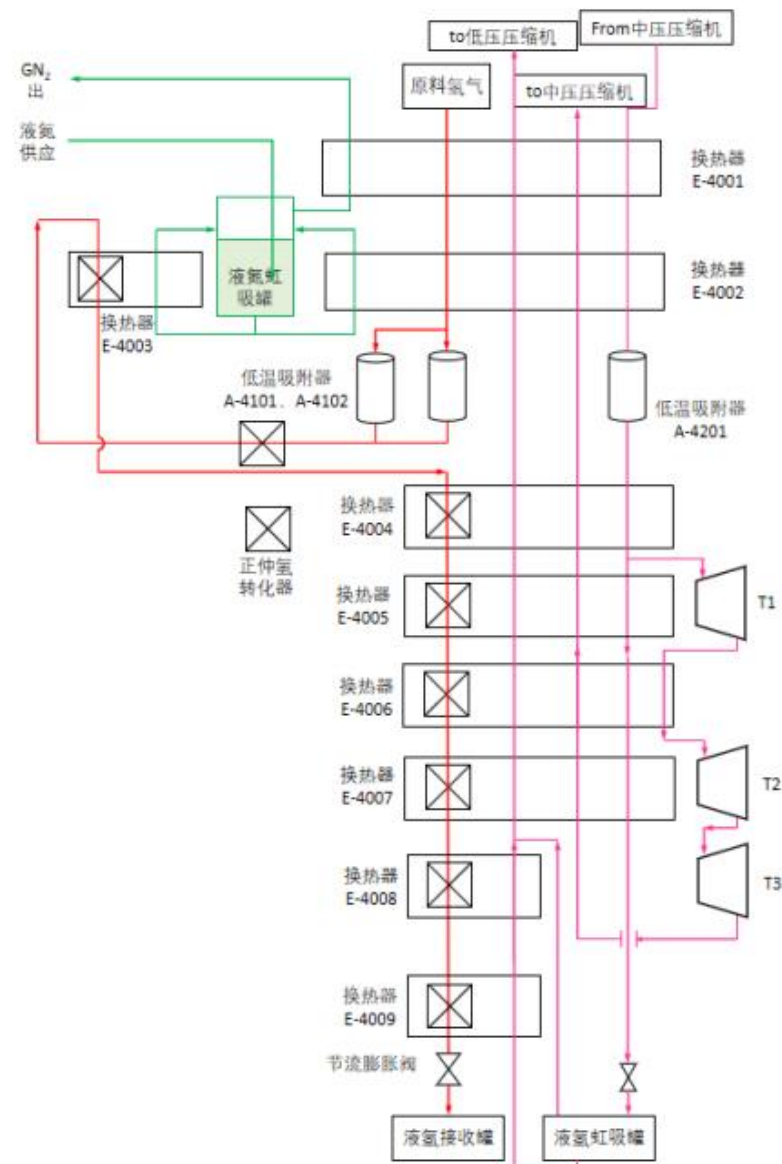 to低压压缩机
From中压压缩机
GN₂
出
原料氢气
to中压压缩机
液氮
供应
换热器
E-4001
液氮虹
吸罐
换热器
E-4002
换热器
E-4003
低温吸附器
A-4101、A-4102
低温吸附器
A-4201
换热器
E-4004
正仲氢
转化器
换热器
E-4005
T1
换热器
E-4006
换热器
E-4007
T2
换热器
E-4008
T3
换热器
E-4009
节流膨胀阀
液氢接收罐
液氢虹吸罐